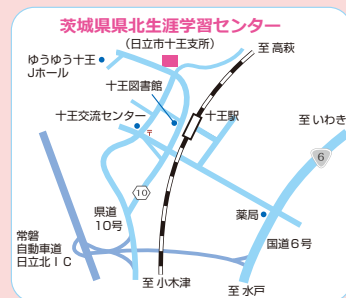 茨城県県北生涯学習センター
(日立市十王支所)
至高萩
ゆうゆう十王
Jホール
十王図書館
十王交流センター
〒
十王駅
至いわき
6
10
県道
10号
薬局
国道6号
常磐
自動車道
日立北IC
至小木津
至水戸